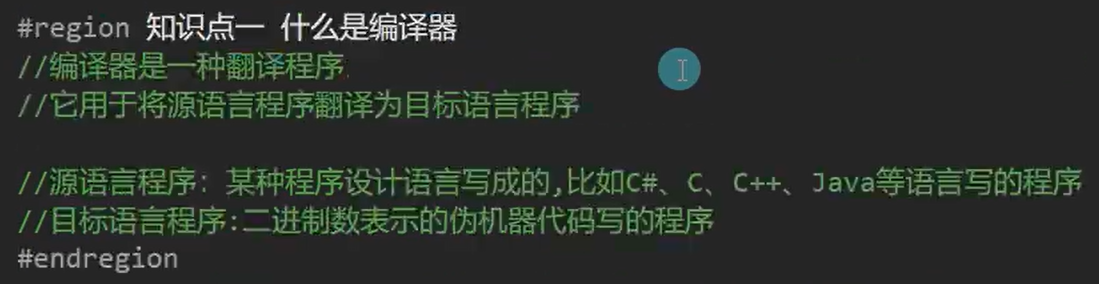 #region 知识点一 什么是编译器
//编译器是一种翻译程序
//它用于将源语言程序翻译为目标语言程序
//源语言程序: 某种程序设计语言写成的,比如C#、C、C++、Java等语言写的程序
//目标语言程序:二进制数表示的伪机器代码写的程序
#endregion